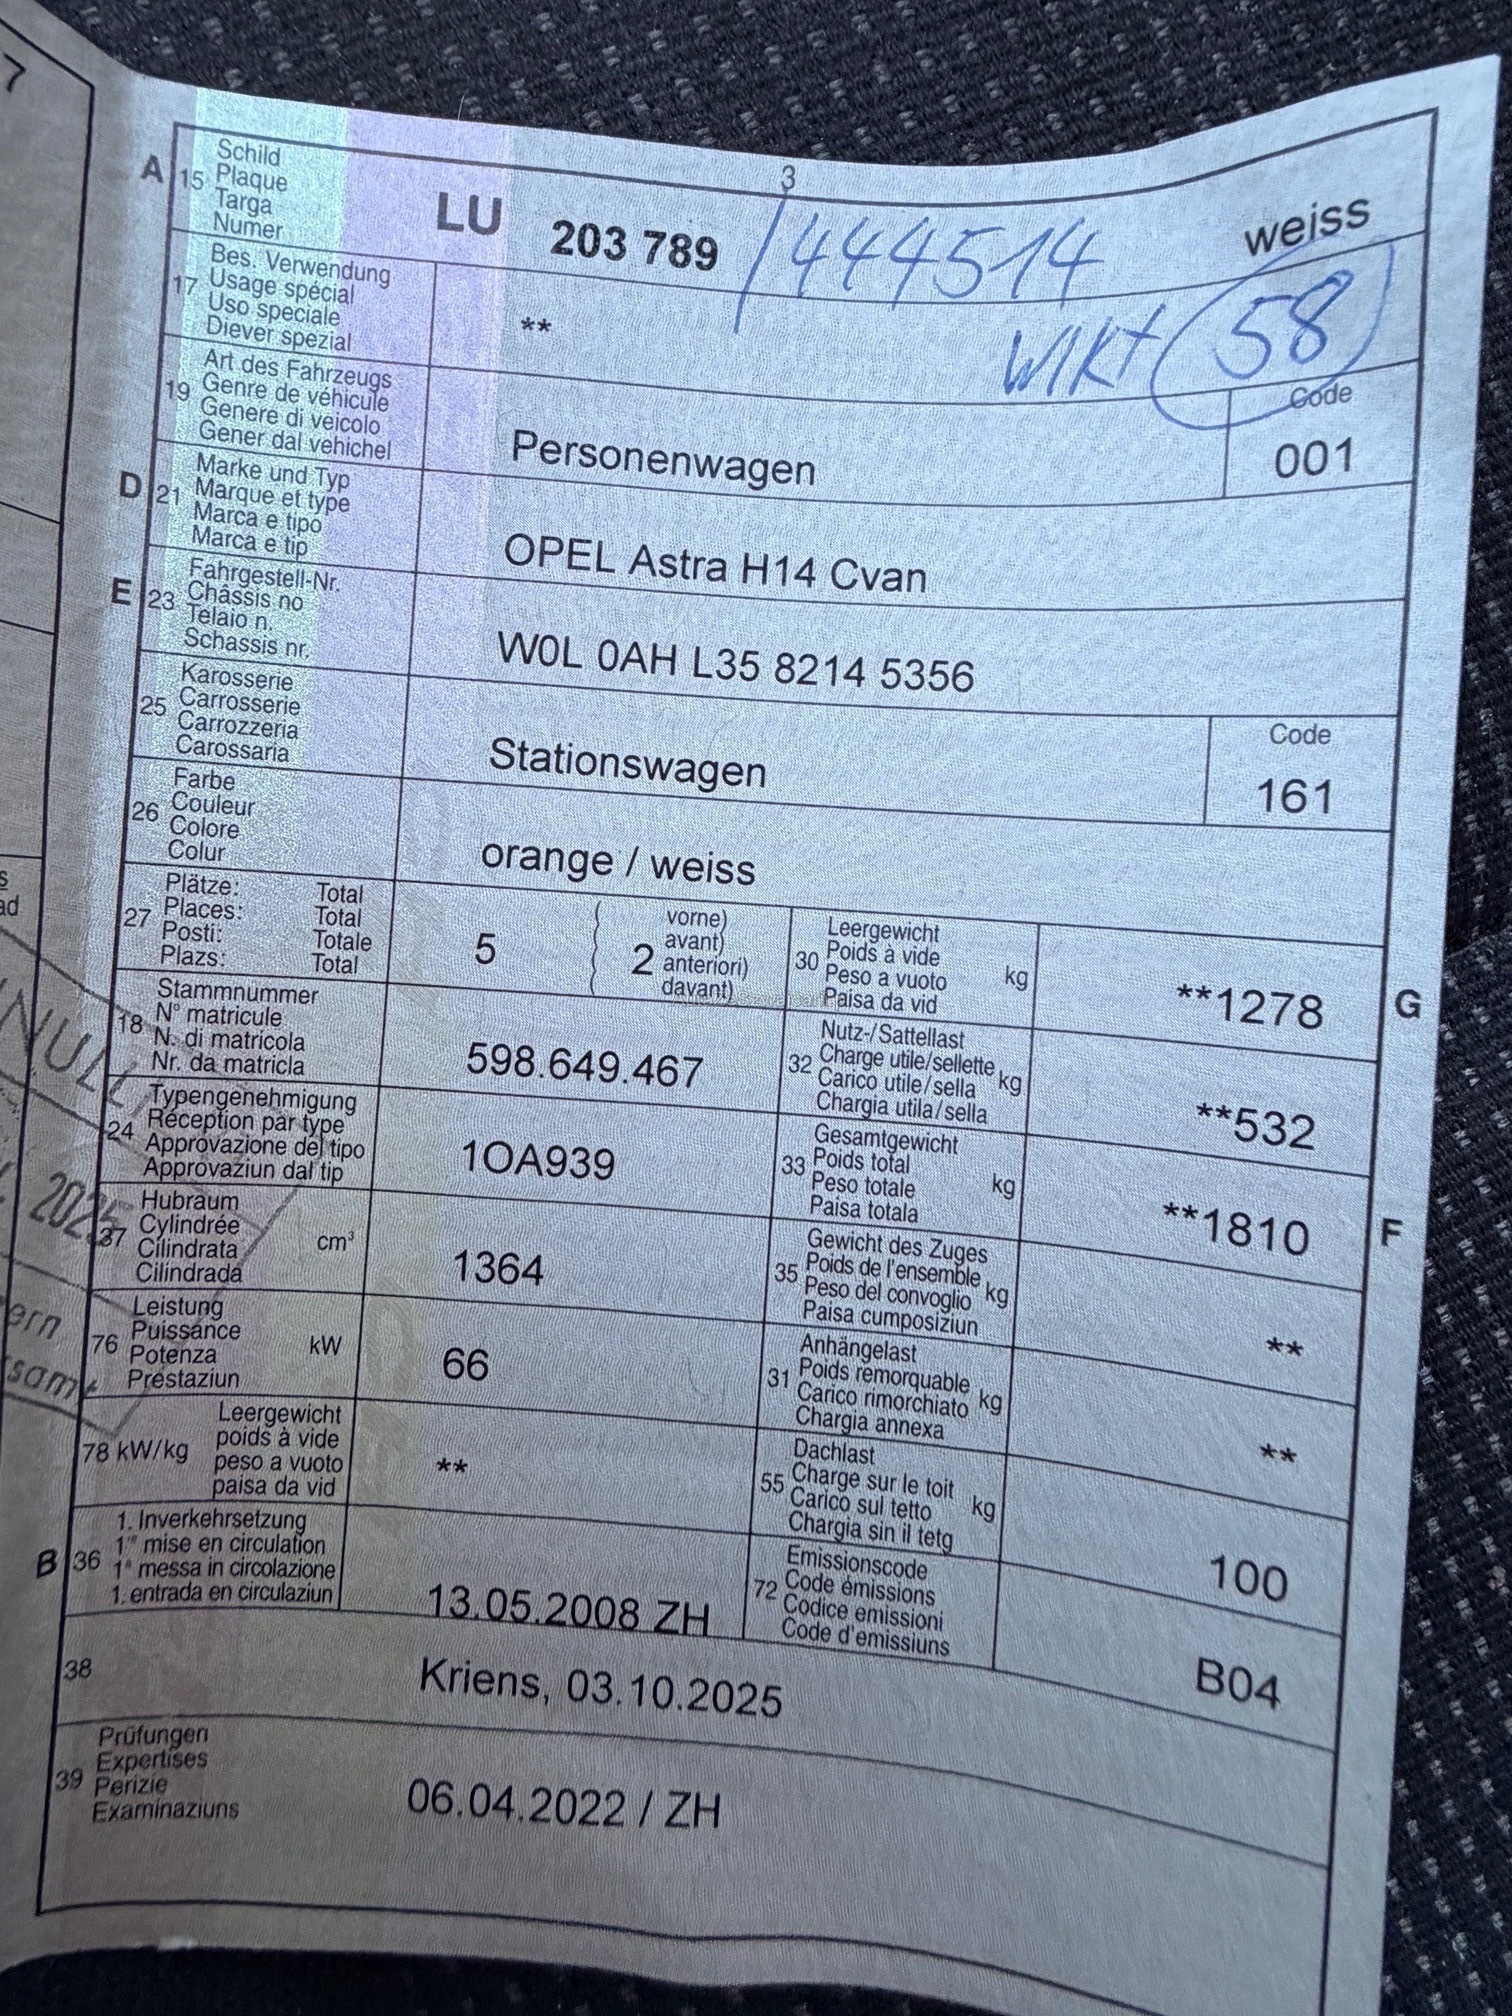 7
3
A 15 Schild
Plaque
Targa
Numer
LU 203 789 / 444514 weiss
17 Bes. Verwendung
Usage spécial
Uso speciale
Diever spezial
**
WIKT 58
19 Art des Fahrzeugs
Genre de véhicule
Genere di veicolo
Gener dal vehichel
Personenwagen
Code
001
D 21 Marke und Typ
Marque et type
Marca e tipo
Marca e tip
OPEL Astra H14 Cvan
E 23 Fahrgestell-Nr.
Châssis no
Telaio n.
Schassis nr.
W0L 0AH L35 8214 5356
25 Karosserie
Carrosserie
Carrozzeria
Carossaria
Stationswagen
Code
161
26 Farbe
Couleur
Colore
Colur
orange / weiss
27 Plätze: Total
Places: Total
Posti: Totale
Plazs: Total
5
2
vorne)
avant)
anteriori)
davant)
30 Leergewicht
Poids à vide
Peso a vuoto
Paisa da vid
kg
**1278
G
18 Stammnummer
N° matricule
N. di matricola
Nr. da matricla
598.649.467
32 Nutz-/Sattellast
Charge utile/sellette
Carico utile/sella
Chargia utila/sella
kg
**532
24 Typengenehmigung
Réception par type
Approvazione del tipo
Approvaziun dal tip
1OA939
33 Gesamtgewicht
Poids total
Peso totale
Paisa totala
kg
**1810
F
37 Hubraum
Cylindrée
Cilindrata
Cilindrada
cm³
1364
35 Gewicht des Zuges
Poids de l'ensemble
Peso del convoglio
Paisa cumposiziun
kg
**
76 Leistung
Puissance
Potenza
Prestaziun
kW
66
31 Anhängelast
Poids remorquable
Carico rimorchiato
Chargia annexa
kg
**
78 kW/kg
Leergewicht
poids à vide
peso a vuoto
paisa da vid
**
55 Dachlast
Charge sur le toit
Carico sul tetto
Chargia sin il tetg
kg
100
B 36 1. Inverkehrsetzung
1re mise en circulation
1a messa in circolazione
1. entrada en circulaziun
13.05.2008 ZH
72 Emissionscode
Code émissions
Codice emissioni
Code d'emissiuns
B04
38
Kriens, 03.10.2025
39 Prüfungen
Expertises
Perizie
Examinaziuns
06.04.2022 / ZH